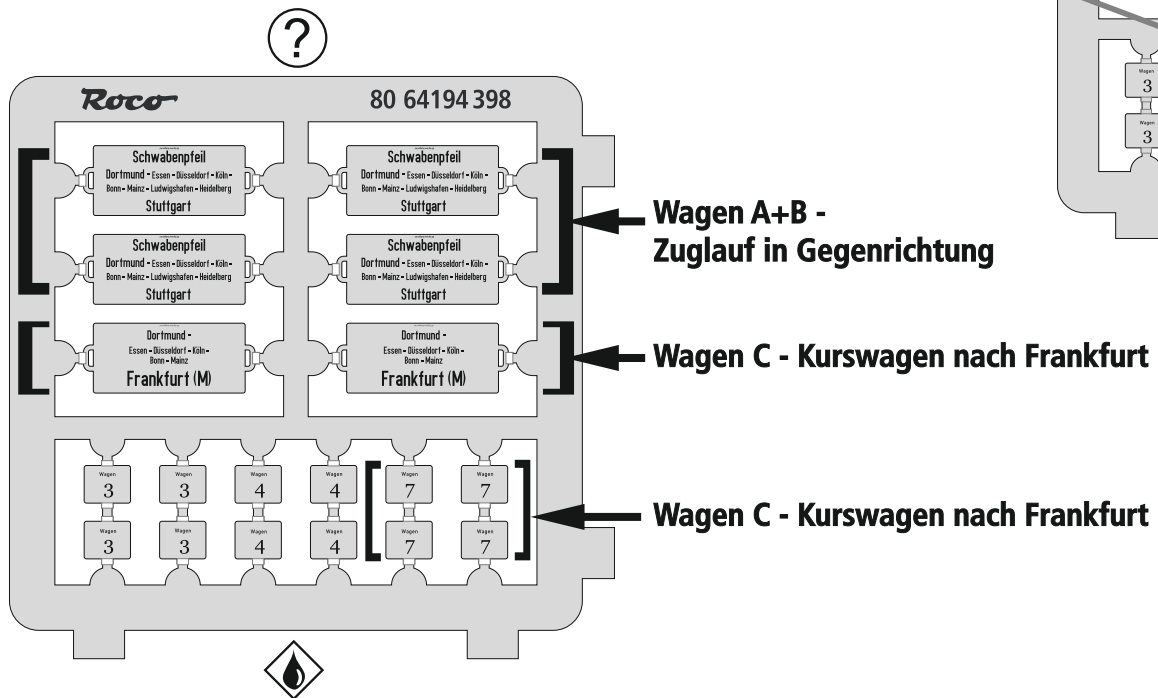 ?
Roco 80 64194 398
Schwabenpfeil
Dortmund - Essen - Düsseldorf - Köln -
Bonn - Mainz - Ludwigshafen - Heidelberg
Stuttgart
Schwabenpfeil
Dortmund - Essen - Düsseldorf - Köln -
Bonn - Mainz - Ludwigshafen - Heidelberg
Stuttgart
Schwabenpfeil
Dortmund - Essen - Düsseldorf - Köln -
Bonn - Mainz - Ludwigshafen - Heidelberg
Stuttgart
Schwabenpfeil
Dortmund - Essen - Düsseldorf - Köln -
Bonn - Mainz - Ludwigshafen - Heidelberg
Stuttgart
Wagen A+B -
Zuglauf in Gegenrichtung
Dortmund -
Essen - Düsseldorf - Köln -
Bonn - Mainz
Frankfurt (M)
Dortmund -
Essen - Düsseldorf - Köln -
Bonn - Mainz
Frankfurt (M)
Wagen C - Kurswagen nach Frankfurt
Wagen Wagen Wagen Wagen Wagen Wagen
3 3 4 4 7 7
Wagen Wagen Wagen Wagen Wagen Wagen
3 3 4 4 7 7
Wagen C - Kurswagen nach Frankfurt
Wagen
3
Wagen
3